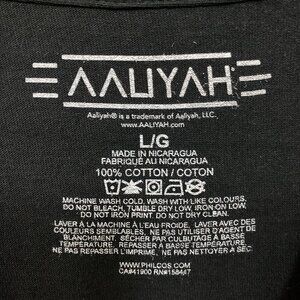 AALIYAH
Aaliyah® is a trademark of Aaliyah, LLC.
www.AALIYAH.com
L/G
MADE IN NICARAGUA
FABRIQUÉ AU NICARAGUA
100% COTTON / COTON
MACHINE WASH COLD, WASH WITH LIKE COLOURS,
DO NOT BLEACH, TUMBLE DRY LOW, IRON ON LOW,
DO NOT IRON PRINT. DO NOT DRY CLEAN.
LAVER À LA MACHINE À L'EAU FROIDE. LAVER AVEC DES
COULEURS SEMBLABLES. NE PAS UTILISER D'AGENT DE
BLANCHIMENT. SÉCHER PAR CULBUTAGE À BASSE
TEMPÉRATURE. REPASSER À BASSE TEMPÉRATURE.
NE PAS REPASSER L'IMPRIMÉ. NE PAS NETTOYER À SEC.
WWW.PHILCOS.COM
CA#41900 RN#158447